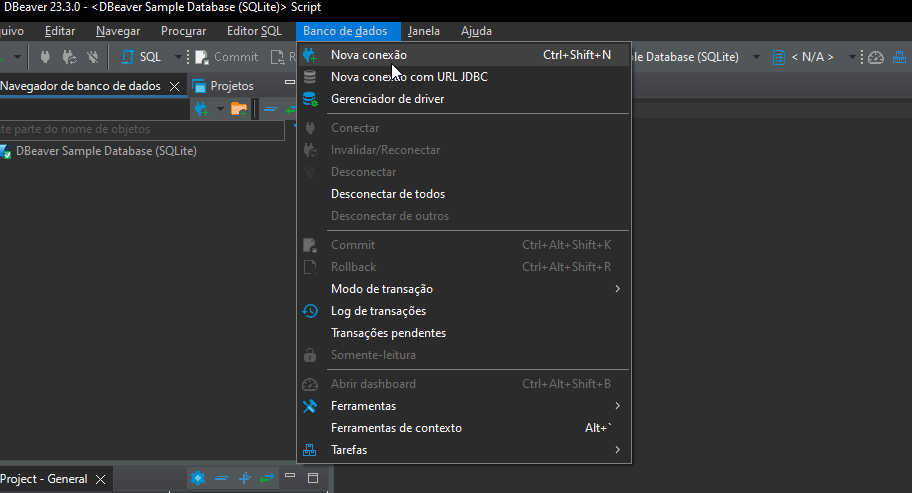 DBeaver 23.3.0 - <DBeaver Sample Database (SQLite)> Script
quivo Editar Navegar Procurar Editor SQL Banco de dados Janela Ajuda
SQL Commit R le Database (SQLite) < N/A >
Navegador de banco de dados Projetos
ite parte do nome de objetos
DBeaver Sample Database (SQLite)
Nova conexão Ctrl+Shift+N
Nova conexão com URL JDBC
Gerenciador de driver
Conectar
Invalidar/Reconectar
Desconectar
Desconectar de todos
Desconectar de outros
Commit Ctrl+Alt+Shift+K
Rollback Ctrl+Alt+Shift+R
Modo de transação
Log de transações
Transações pendentes
Somente-leitura
Abrir dashboard Ctrl+Alt+Shift+B
Ferramentas
Ferramentas de contexto Alt+`
Tarefas
Project - General